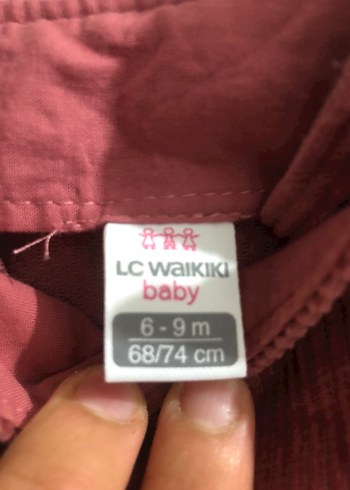 LC WAIKIKI
baby
6 - 9 m
68/74 cm